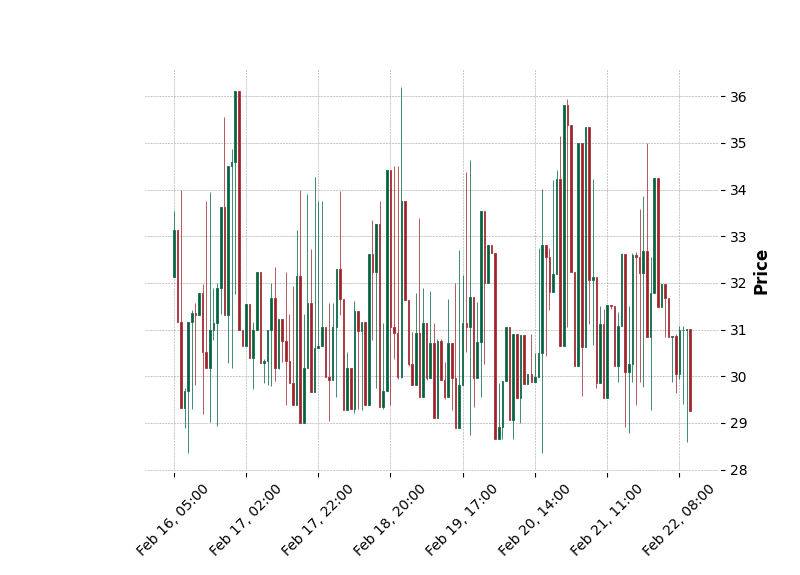 36
35
34
33
32
31
30
29
28
Price
Feb 16, 05:00
Feb 17, 02:00
Feb 17, 22:00
Feb 18, 20:00
Feb 19, 17:00
Feb 20, 14:00
Feb 21, 11:00
Feb 22, 08:00